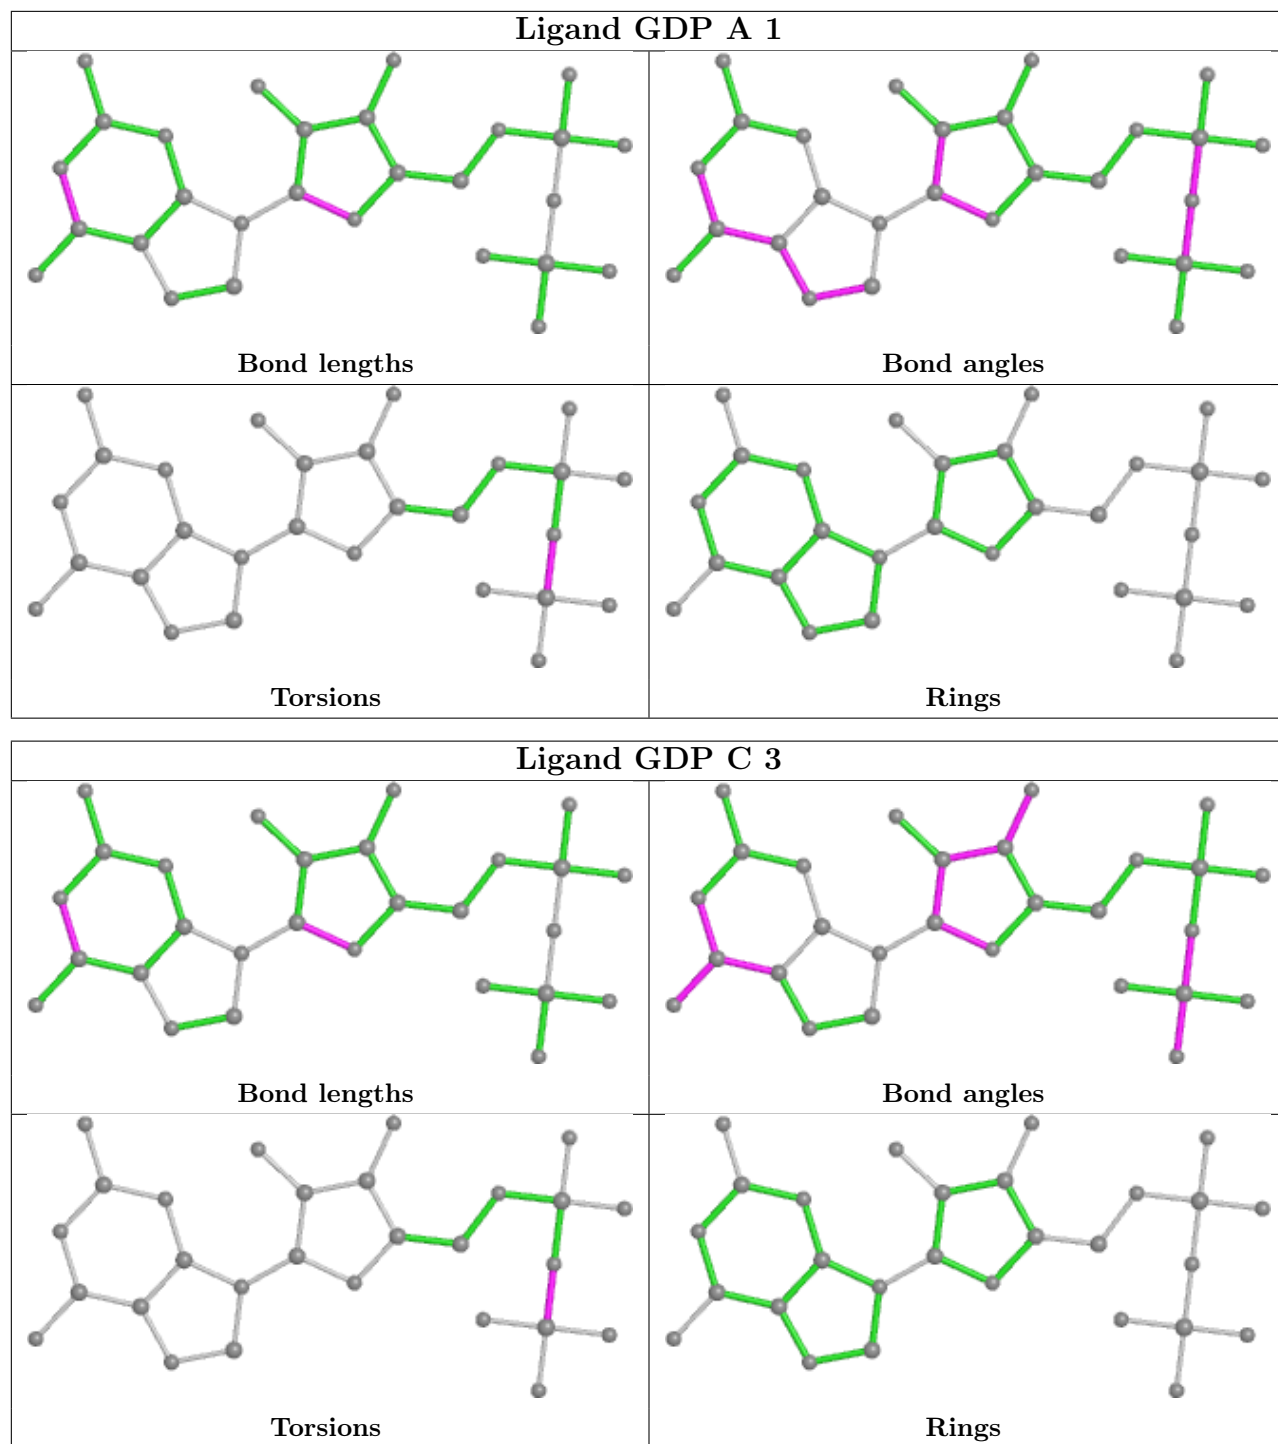 Ligand GDP A 1
Bond lengths
Bond angles
Torsions
Rings
Ligand GDP C 3
Bond lengths
Bond angles
Torsions
Rings